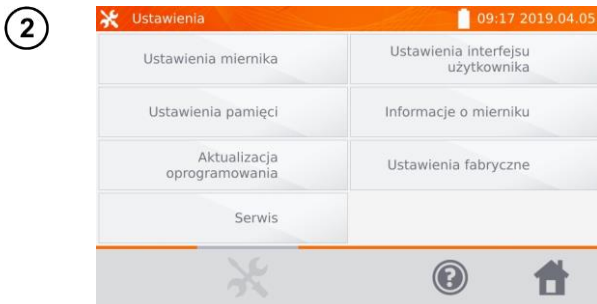 2
Ustawienia
09:17 2019.04.05
Ustawienia miernika
Ustawienia interfejsu
użytkownika
Ustawienia pamięci
Informacje o mierniku
Aktualizacja
oprogramowania
Ustawienia fabryczne
Serwis
?